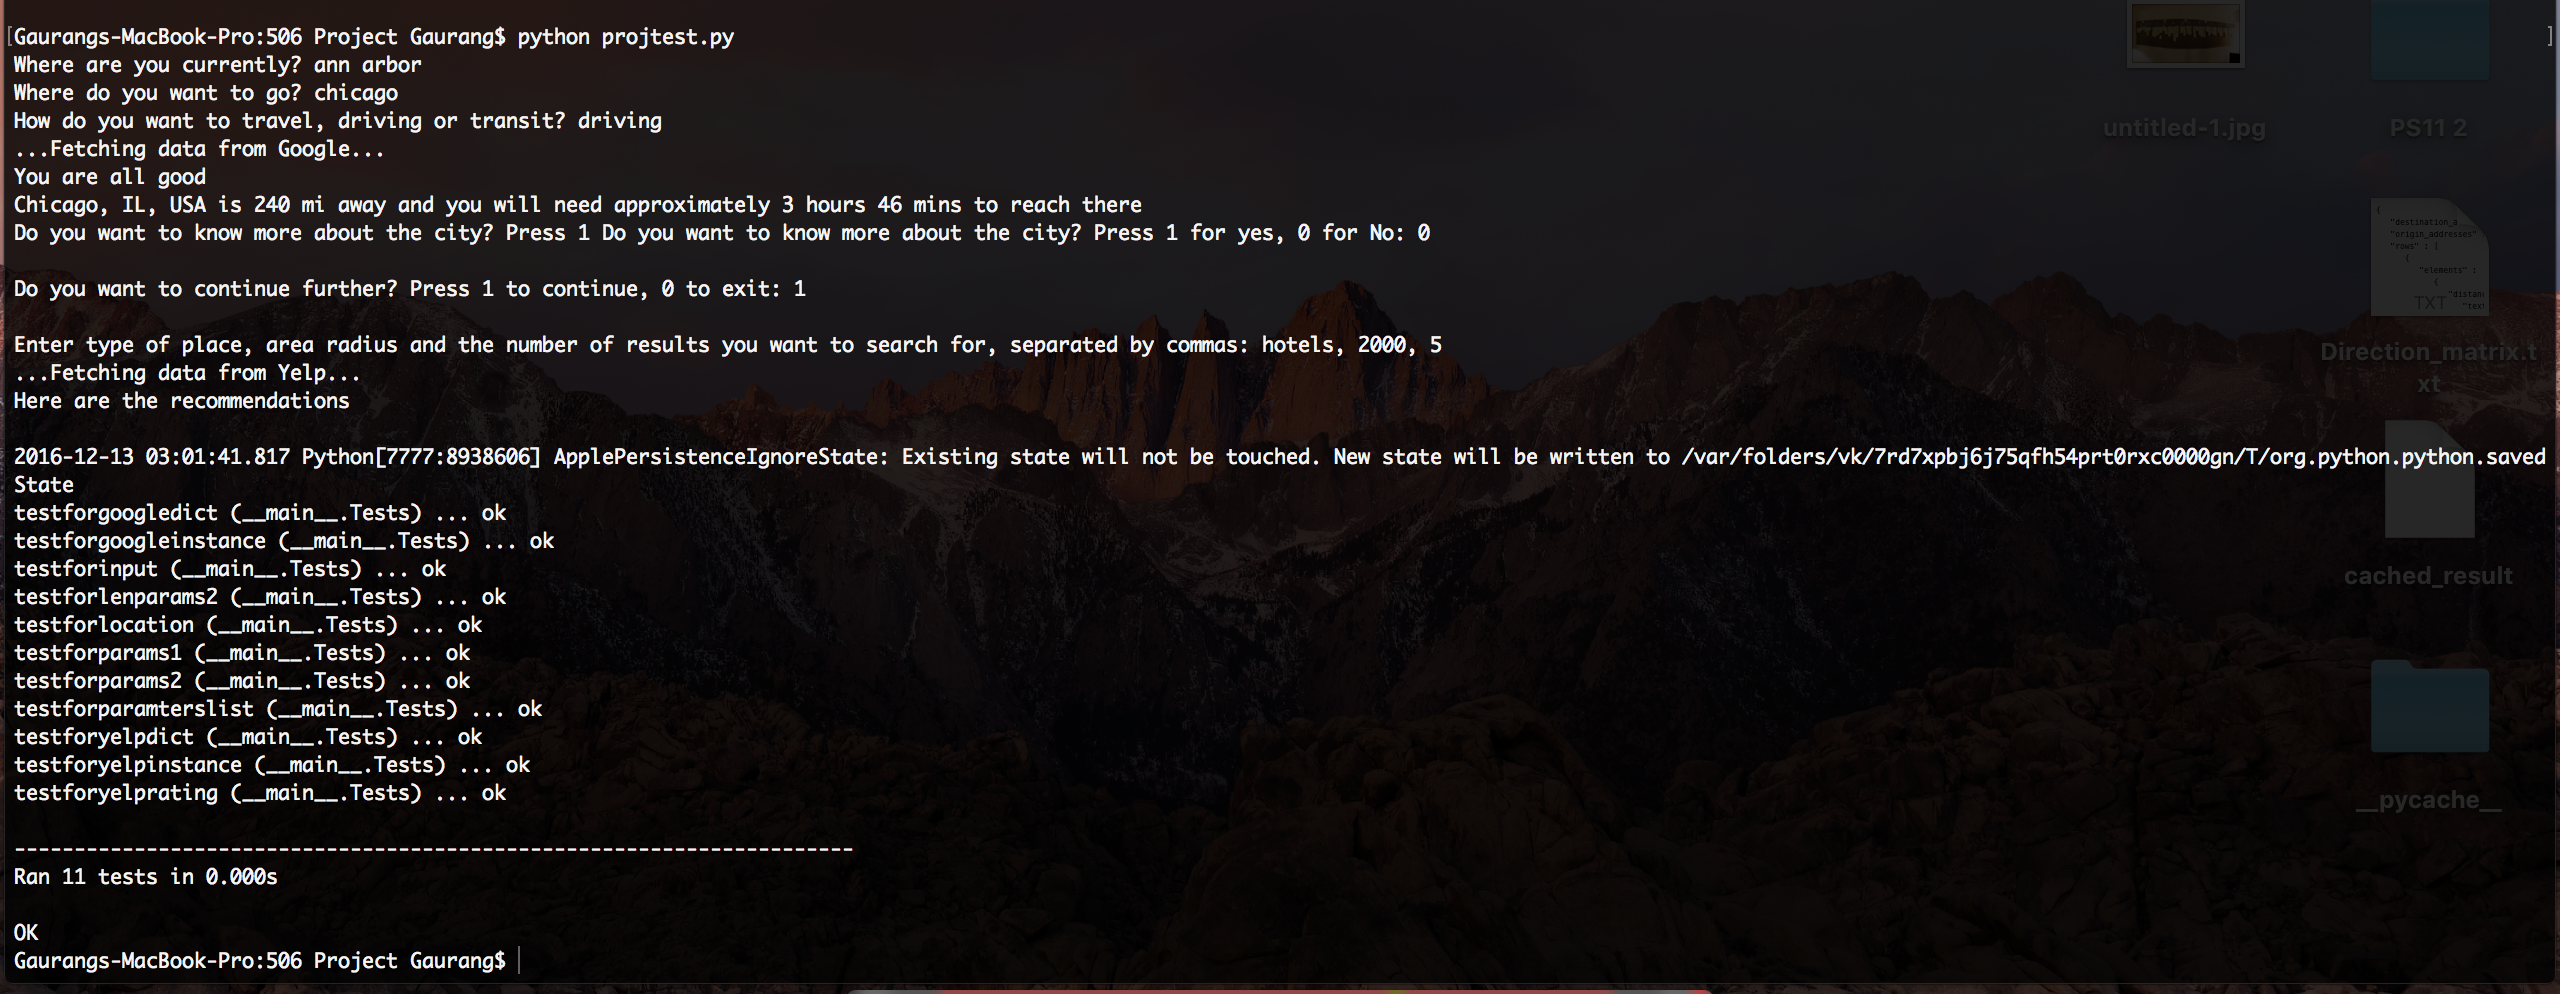 [Gaurangs-MacBook-Pro:506 Project Gaurang$ python projtest.py ]
Where are you currently? ann arbor
Where do you want to go? chicago
How do you want to travel, driving or transit? driving
...Fetching data from Google...
You are all good
Chicago, IL, USA is 240 mi away and you will need approximately 3 hours 46 mins to reach there
Do you want to know more about the city? Press 1 Do you want to know more about the city? Press 1 for yes, 0 for No: 0
Do you want to continue further? Press 1 to continue, 0 to exit: 1
Enter type of place, area radius and the number of results you want to search for, separated by commas: hotels, 2000, 5
...Fetching data from Yelp...
Here are the recommendations
2016-12-13 03:01:41.817 Python[7777:8938606] ApplePersistenceIgnoreState: Existing state will not be touched. New state will be written to /var/folders/vk/7rd7xpbj6j75qfh54prt0rxc0000gn/T/org.python.python.saved
State
testforgoogledict (__main__.Tests) ... ok
testforgoogleinstance (__main__.Tests) ... ok
testforinput (__main__.Tests) ... ok
testforlenparams2 (__main__.Tests) ... ok
testforlocation (__main__.Tests) ... ok
testforparams1 (__main__.Tests) ... ok
testforparams2 (__main__.Tests) ... ok
testforparamterslist (__main__.Tests) ... ok
testforyelpdict (__main__.Tests) ... ok
testforyelpinstance (__main__.Tests) ... ok
testforyelprating (__main__.Tests) ... ok
----------------------------------------------------------------------
Ran 11 tests in 0.000s
OK
Gaurangs-MacBook-Pro:506 Project Gaurang$
untitled-1.jpg
PS11 2
{
"destination_a
"origin_addresses"
"rows" : [
{
"elements" :
{
"distan
"tex
TXT
Direction_matrix.t
xt
cached_result
__pycache__